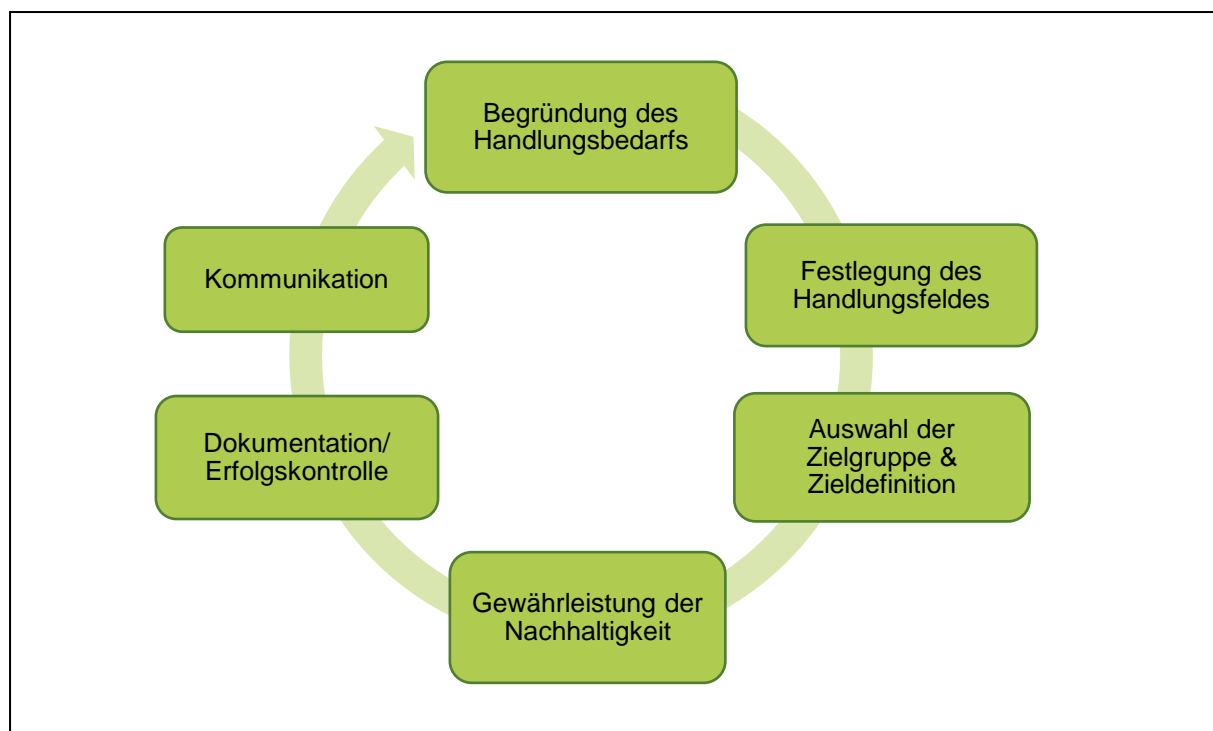 Begründung des
Handlungsbedarfs
Festlegung des
Handlungsfeldes
Auswahl der
Zielgruppe &
Zieldefinition
Gewährleistung der
Nachhaltigkeit
Dokumentation/
Erfolgskontrolle
Kommunikation